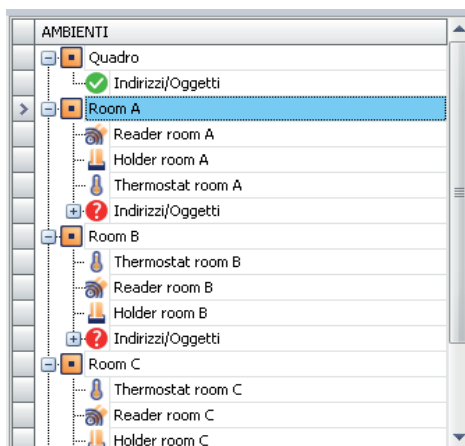 AMBIENTI
Quadro
Indirizzi/Oggetti
Room A
Reader room A
Holder room A
Thermostat room A
Indirizzi/Oggetti
Room B
Thermostat room B
Reader room B
Holder room B
Indirizzi/Oggetti
Room C
Thermostat room C
Reader room C
Holder room C